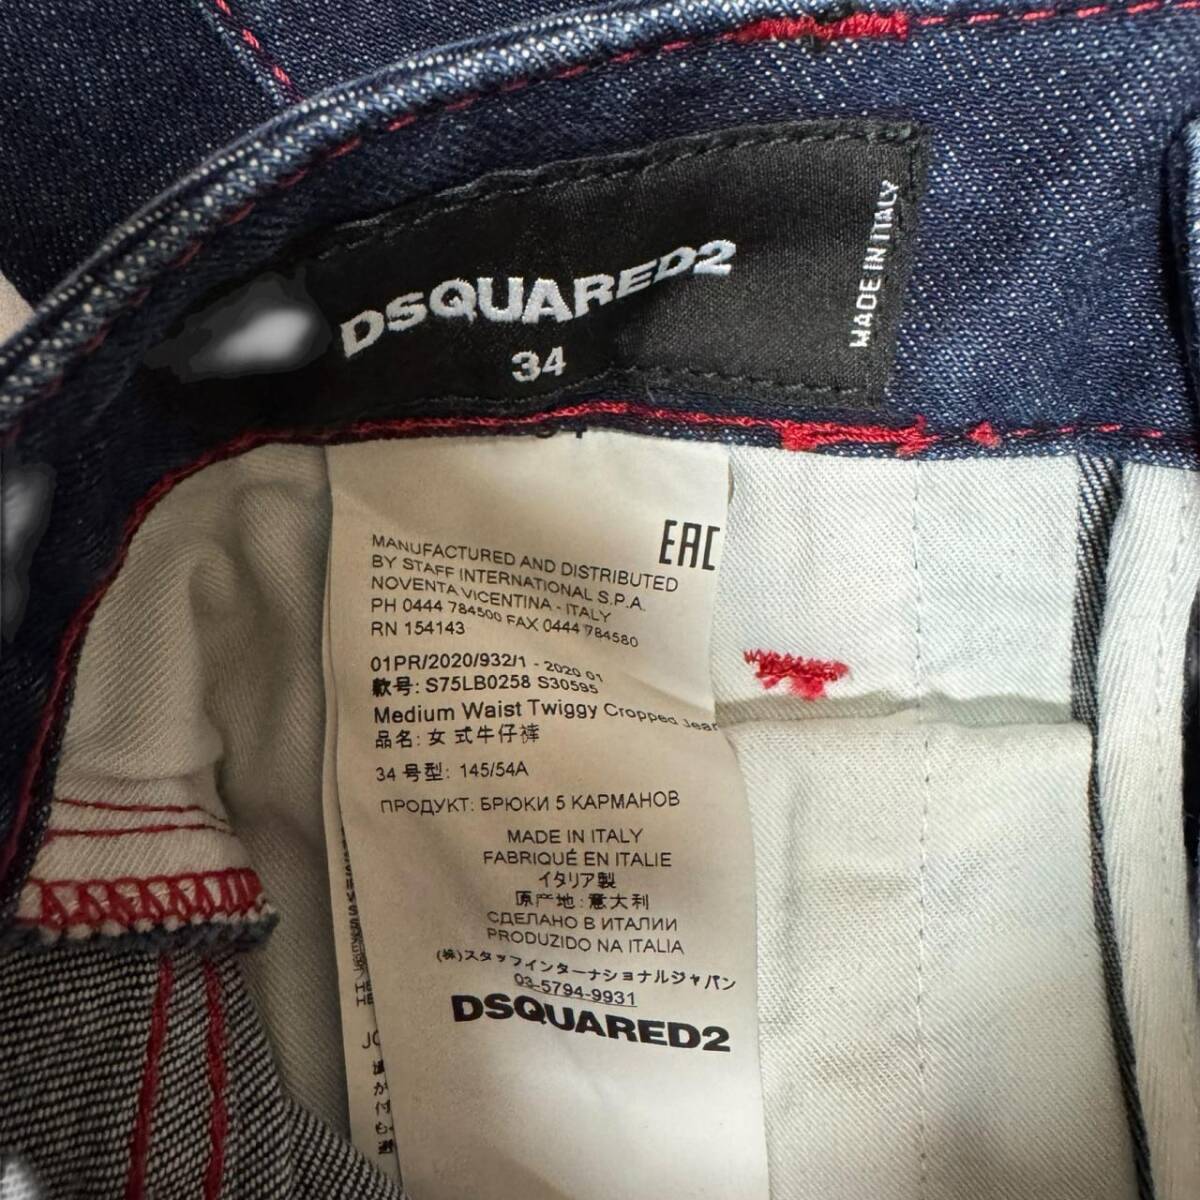 DSQUARED2
34
MADE IN ITALY
EAC
MANUFACTURED AND DISTRIBUTED
BY STAFF INTERNATIONAL S.P.A.
NOVENTA VICENTINA - ITALY
PH 0444 784500 FAX 0444 784580
RN 154143
01PR/2020/932/1 - 2020 01
款号: S75LB0258 S30595
Medium Waist Twiggy Cropped Jean
品名: 女式牛仔裤
34 号型: 145/54A
ПРОДУКТ: БРЮКИ 5 КАРМАНОВ
MADE IN ITALY
FABRIQUÉ EN ITALIE
イタリア製
原产地: 意大利
СДЕЛАНО В ИТАЛИИ
PRODUZIDO NA ITALIA
(株)スタッフインターナショナルジャパン
03-5794-9931
DSQUARED2